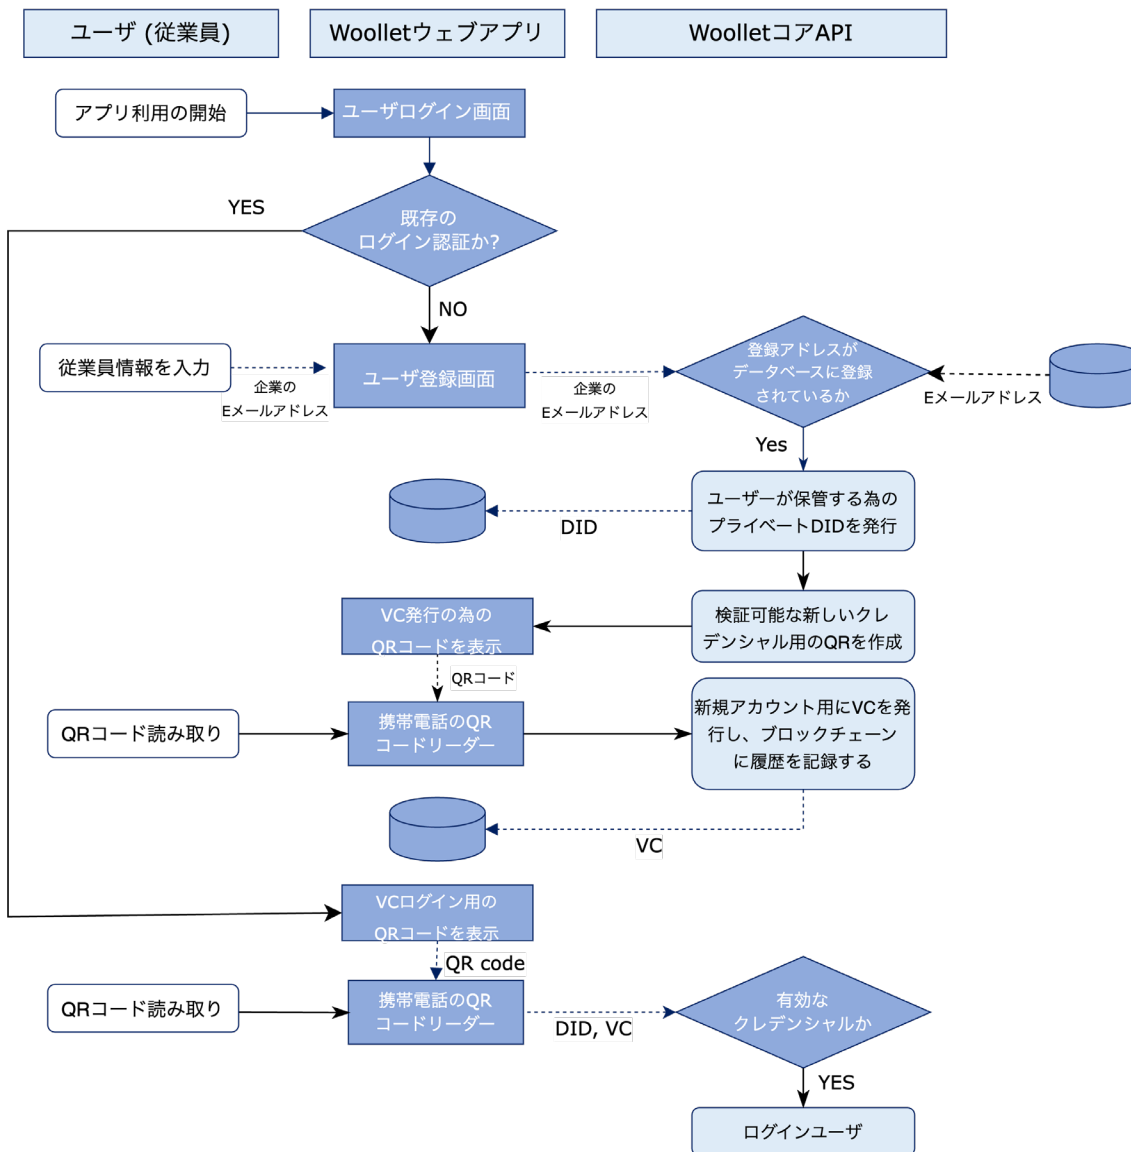 ユーザ (従業員)
Woolletウェブアプリ
WoolletコアAPI
アプリ利用の開始
ユーザログイン画面
YES
既存の
ログイン認証か?
NO
従業員情報を入力
企業の
Eメールアドレス
ユーザ登録画面
企業の
Eメールアドレス
登録アドレスが
データベースに登録
されているか
Eメールアドレス
Yes
ユーザーが保管する為の
プライベートDIDを発行
DID
検証可能な新しいクレ
デンシャル用のQRを作成
VC発行の為の
QRコードを表示
QRコード
QRコード読み取り
携帯電話のQR
コードリーダー
新規アカウント用にVCを発
行し、ブロックチェーン
に履歴を記録する
VC
VCログイン用の
QRコードを表示
QR code
QRコード読み取り
携帯電話のQR
コードリーダー
DID, VC
有効な
クレデンシャルか
YES
ログインユーザ